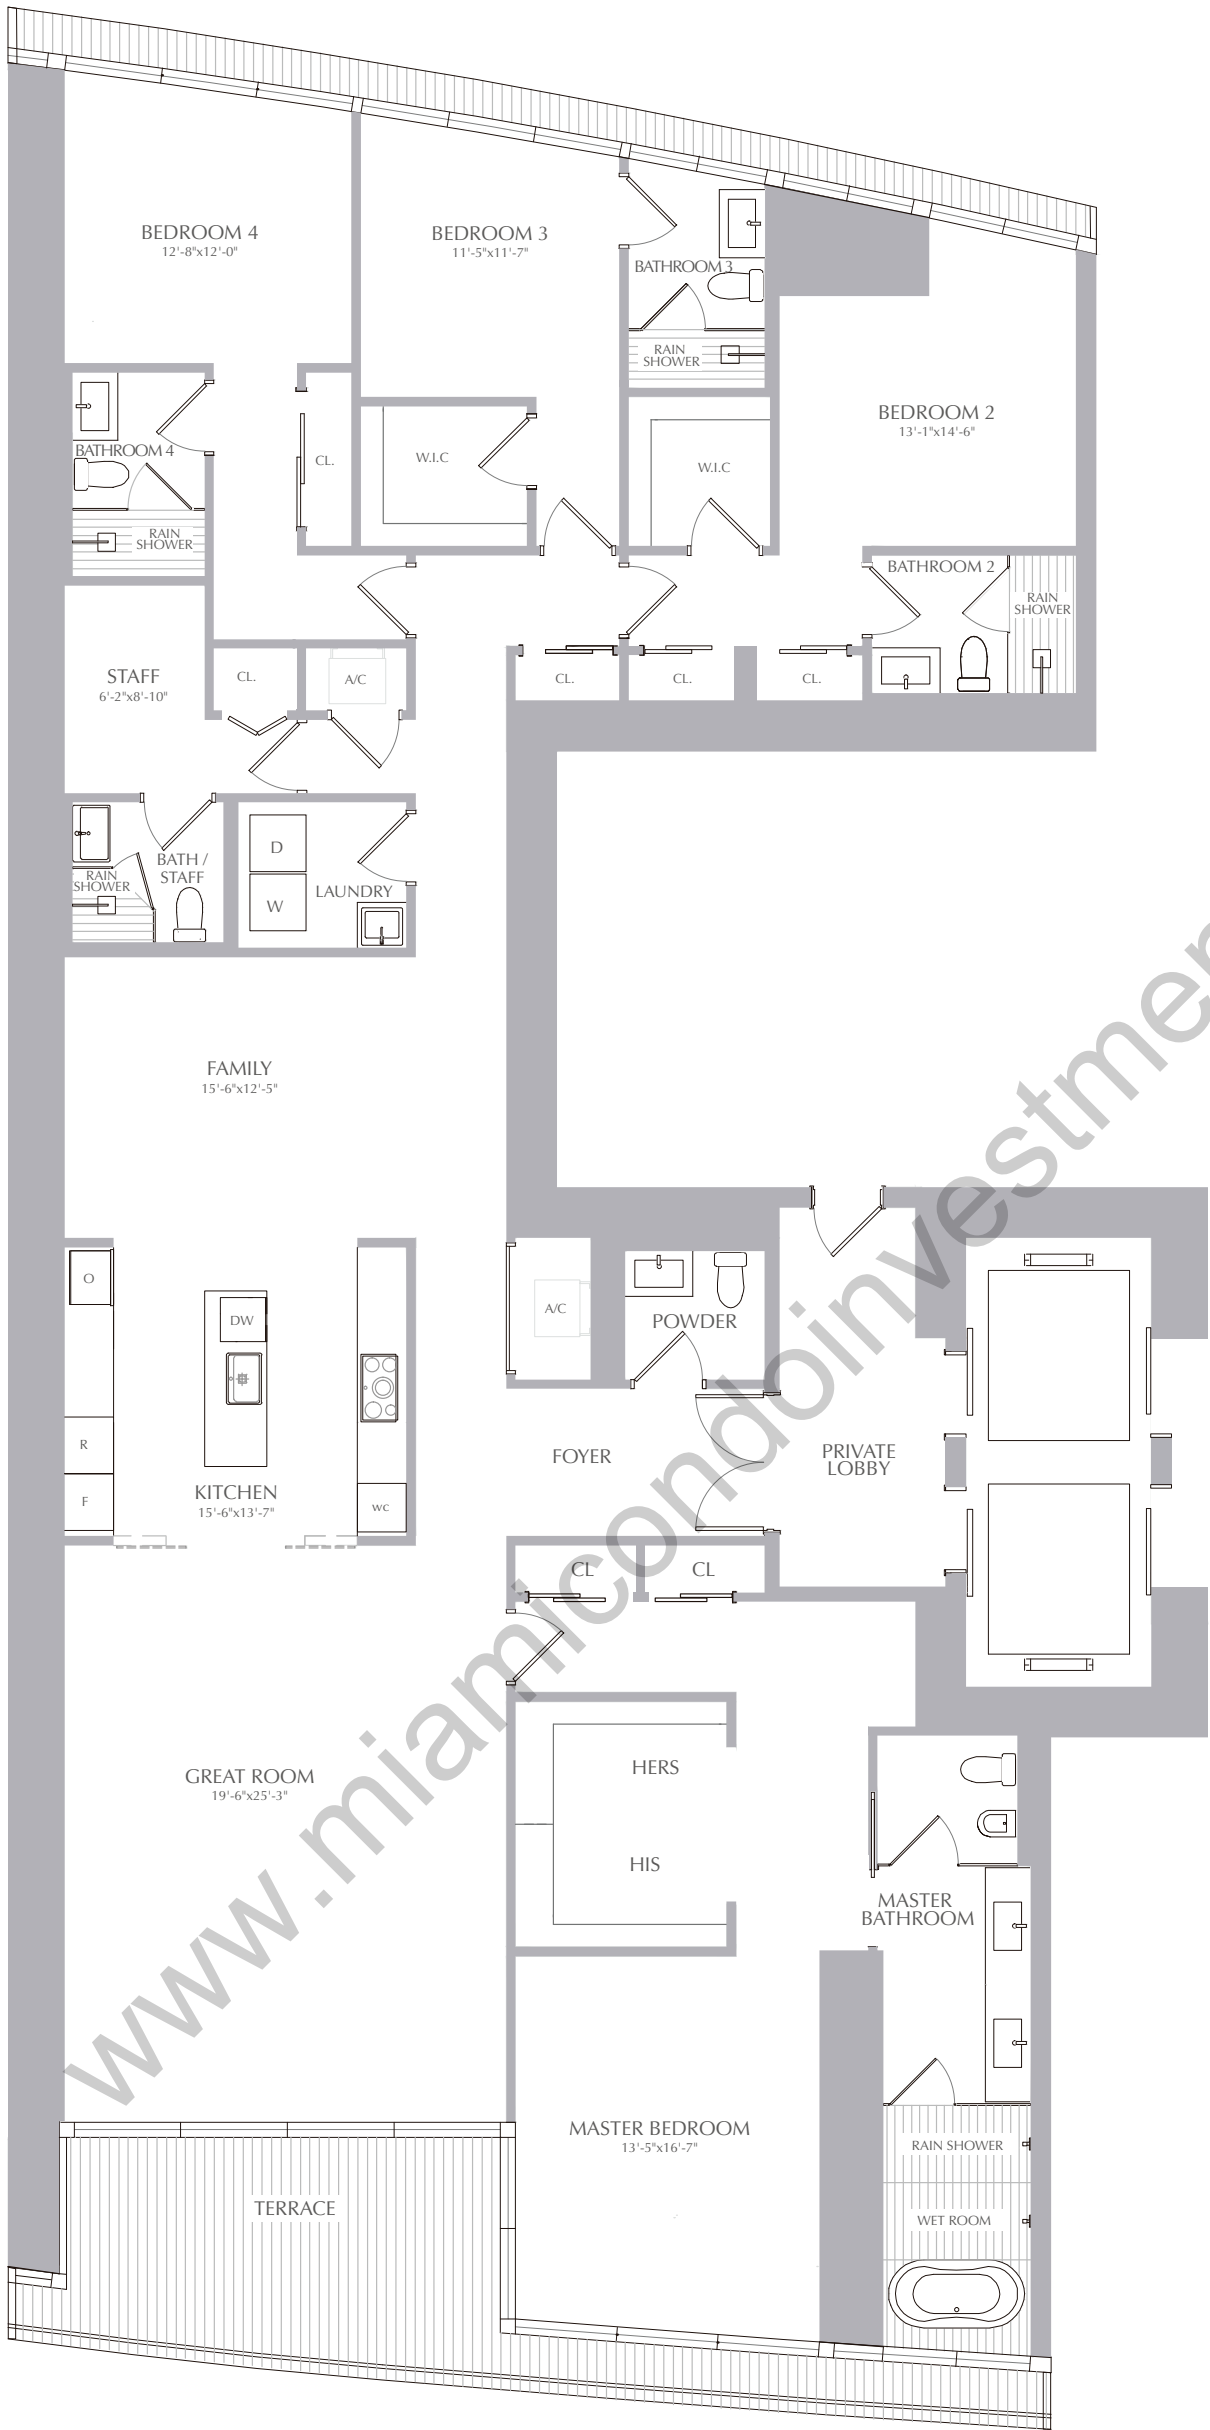 BEDROOM 4
12'-8"x12'-0"
BEDROOM 3
11'-5"x11'-7"
BATHROOM 3
RAIN
SHOWER
BEDROOM 2
13'-1"x14'-6"
BATHROOM 4
RAIN
SHOWER
CL.
W.I.C
W.I.C
BATHROOM 2
RAIN
SHOWER
STAFF
6'-2"x8'-10"
CL.
A/C
CL.
CL.
CL.
BATH /
STAFF
RAIN
SHOWER
D
W
LAUNDRY
FAMILY
15'-6"x12'-5"
O
DW
R
F
KITCHEN
15'-6"x13'-7"
WC
A/C
POWDER
FOYER
PRIVATE
LOBBY
CL
CL
GREAT ROOM
19'-6"x25'-3"
HERS
HIS
MASTER
BATHROOM
MASTER BEDROOM
13'-5"x16'-7"
RAIN SHOWER
WET ROOM
TERRACE
www.miamicondoinvestmen